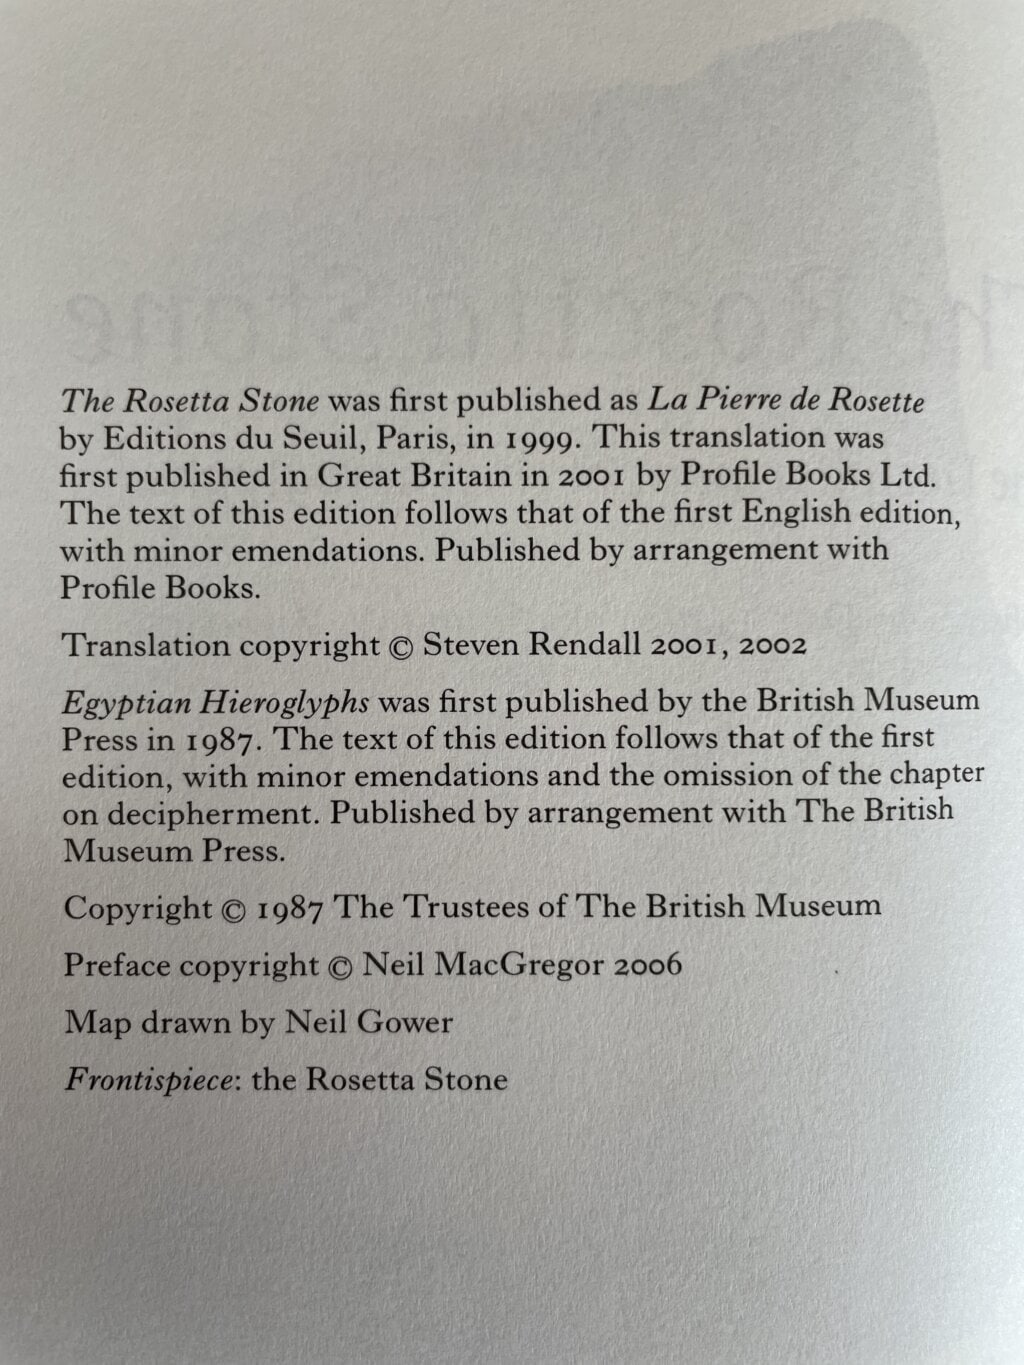 The Rosetta Stone was first published as La Pierre de Rosette
by Editions du Seuil, Paris, in 1999. This translation was
first published in Great Britain in 2001 by Profile Books Ltd.
The text of this edition follows that of the first English edition,
with minor emendations. Published by arrangement with
Profile Books.
Translation copyright © Steven Rendall 2001, 2002
Egyptian Hieroglyphs was first published by the British Museum
Press in 1987. The text of this edition follows that of the first
edition, with minor emendations and the omission of the chapter
on decipherment. Published by arrangement with The British
Museum Press.
Copyright © 1987 The Trustees of The British Museum
Preface copyright © Neil MacGregor 2006
Map drawn by Neil Gower
Frontispiece: the Rosetta Stone